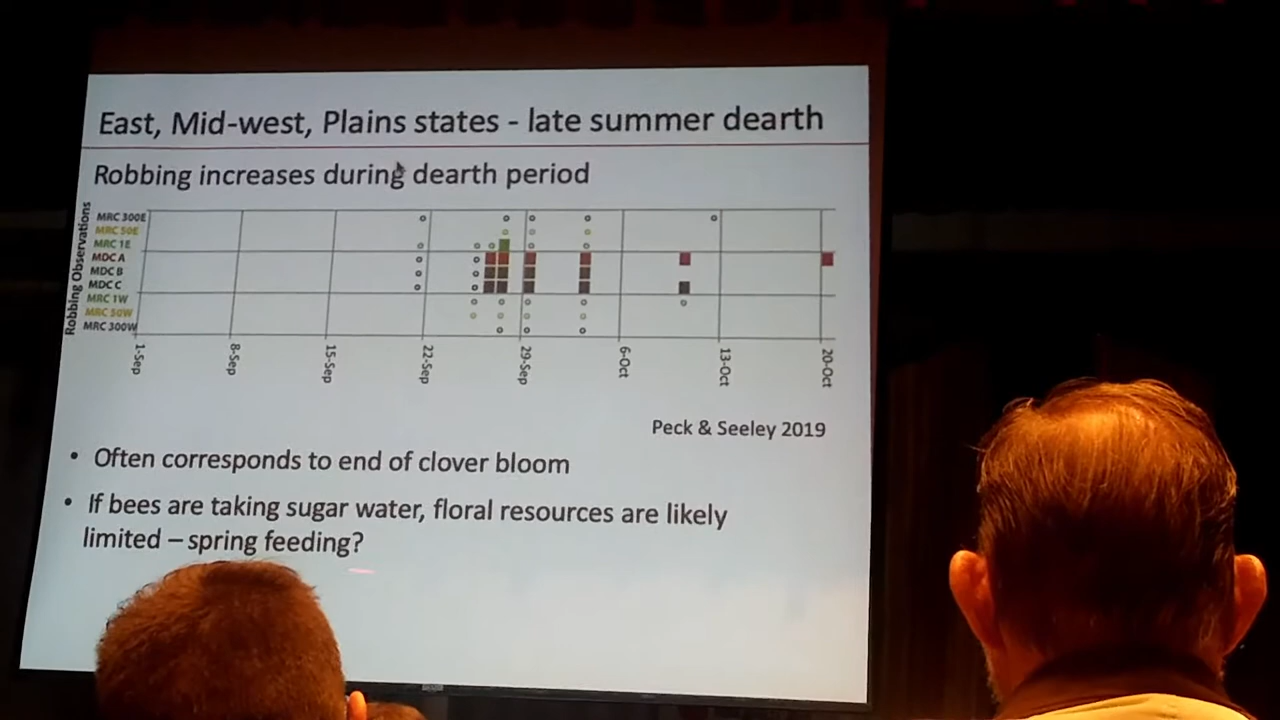 East, Mid-west, Plains states - late summer dearth
Robbing increases during dearth period
Robbing Observations
MRC 300E
MRC 50E
MRC 1E
MDC A
MDC B
MDC C
MRC 1W
MRC 50W
MRC 300W
1-Sep
8-Sep
15-Sep
22-Sep
29-Sep
6-Oct
13-Oct
20-Oct
Peck & Seeley 2019
• Often corresponds to end of clover bloom
• If bees are taking sugar water, floral resources are likely
limited – spring feeding?